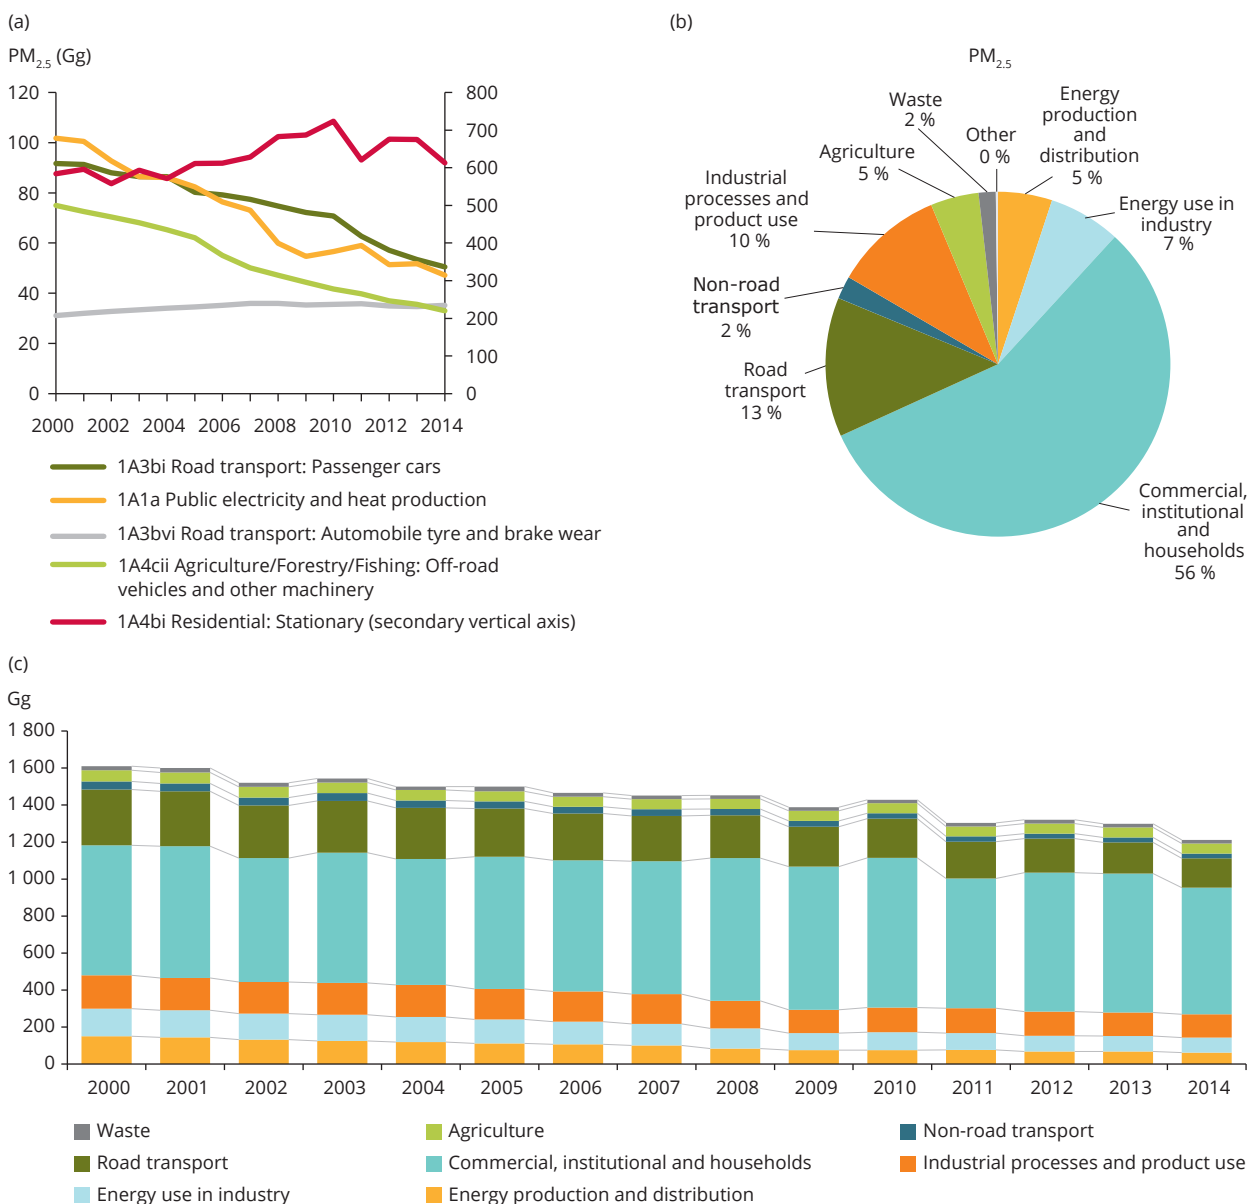 (a)
PM2.5 (Gg)
120
100
80
60
40
20
0
800
700
600
500
400
300
200
100
0
2000 2002 2004 2006 2008 2010 2012 2014
1A3bi Road transport: Passenger cars
1A1a Public electricity and heat production
1A3bvi Road transport: Automobile tyre and brake wear
1A4cii Agriculture/Forestry/Fishing: Off-road
vehicles and other machinery
1A4bi Residential: Stationary (secondary vertical axis)
(b)
PM2.5
Other
0 %
Energy
production
and
distribution
5 %
Energy use in
industry
7 %
Commercial,
institutional
and
households
56 %
Road
transport
13 %
Non-road
transport
2 %
Industrial
processes and
product use
10 %
Agriculture
5 %
Waste
2 %
(c)
Gg
1 800
1 600
1 400
1 200
1 000
800
600
400
200
0
2000 2001 2002 2003 2004 2005 2006 2007 2008 2009 2010 2011 2012 2013 2014
Waste Agriculture Non-road transport
Road transport Commercial, institutional and households Industrial processes and product use
Energy use in industry Energy production and distribution